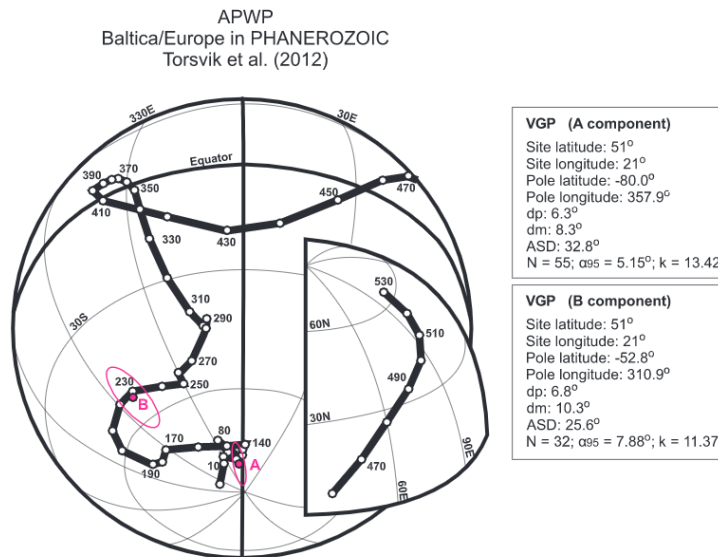 APWP
Baltica/Europe in PHANEROZOIC
Torsvik et al. (2012)
330E
30E
Equator
390
370
350
410
450
470
430
330
310
290
30S
270
250
230
B
170
190
80
140
10
A
530
60N
510
490
30N
470
90E
60E
VGP (A component)
Site latitude: 51°
Site longitude: 21°
Pole latitude: -80.0°
Pole longitude: 357.9°
dp: 6.3°
dm: 8.3°
ASD: 32.8°
N = 55; α95 = 5.15°; k = 13.42
VGP (B component)
Site latitude: 51°
Site longitude: 21°
Pole latitude: -52.8°
Pole longitude: 310.9°
dp: 6.8°
dm: 10.3°
ASD: 25.6°
N = 32; α95 = 7.88°; k = 11.37